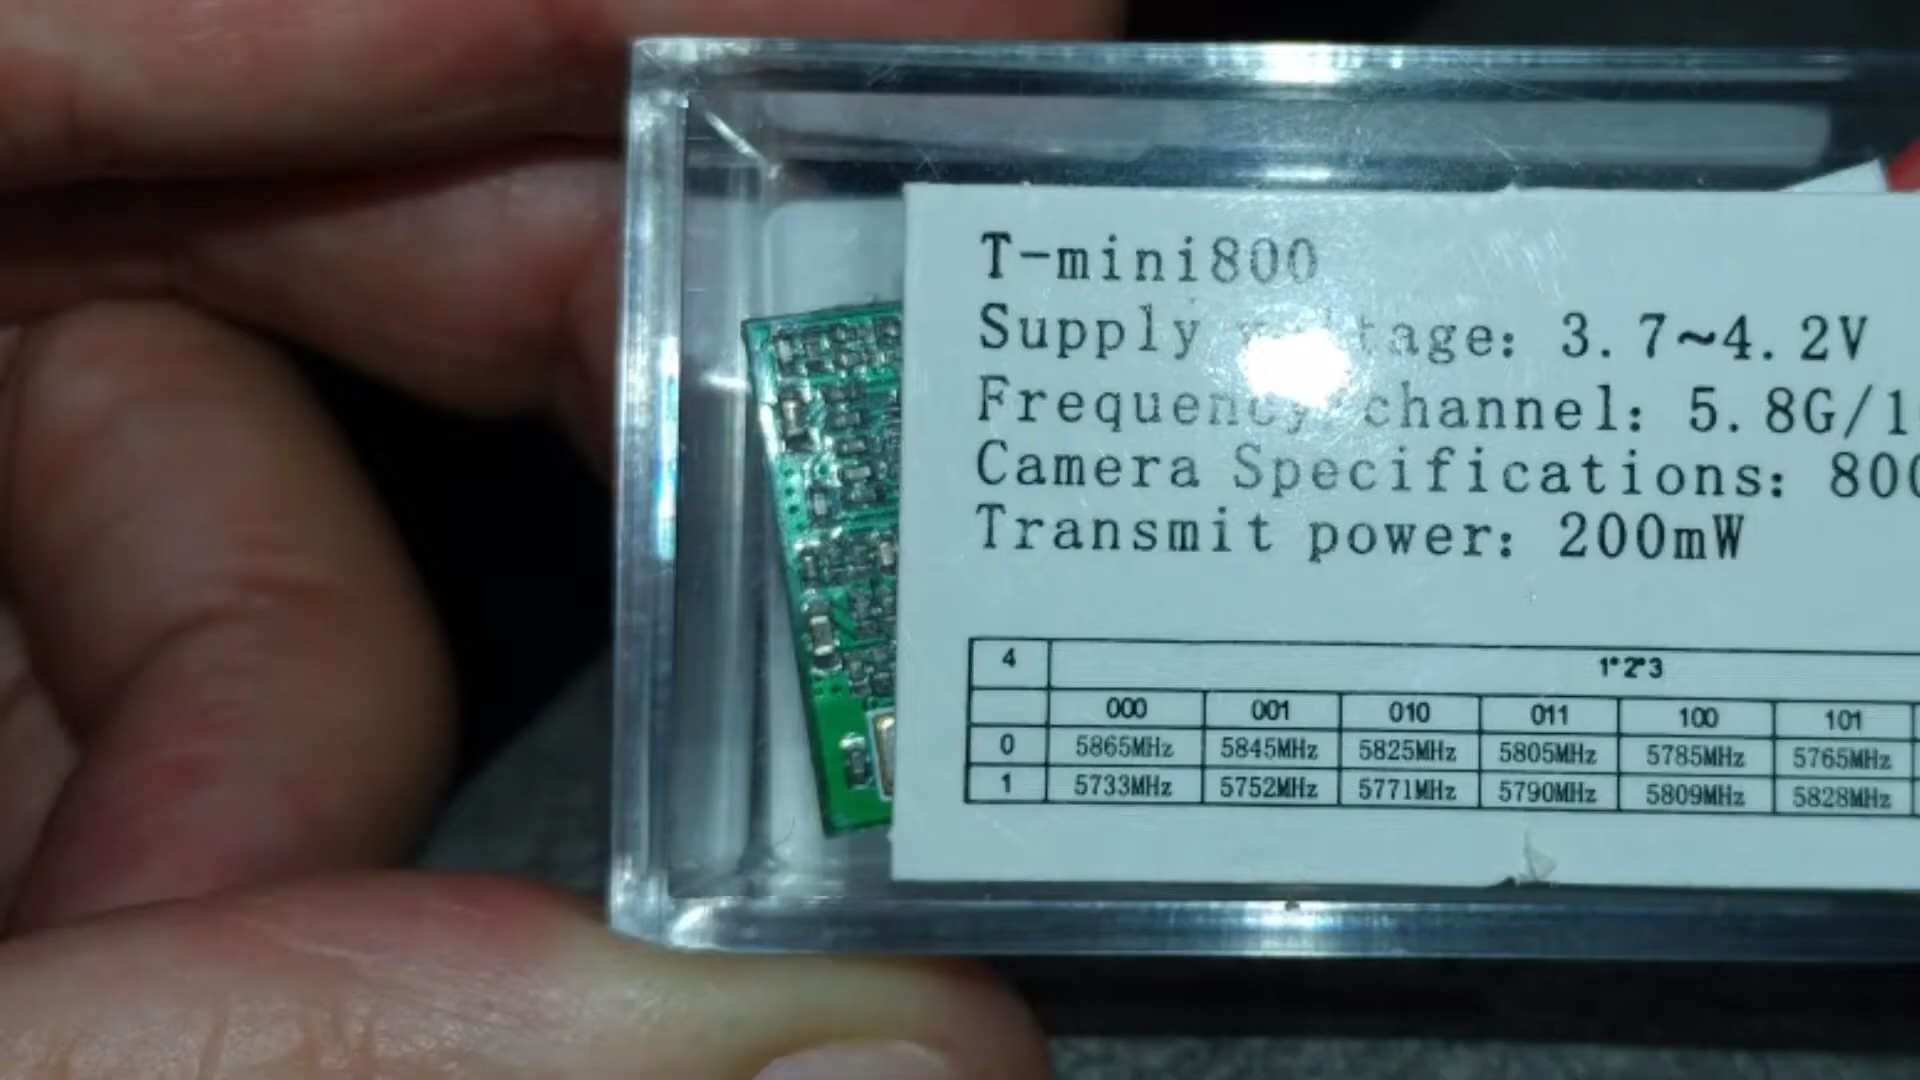 T-mini800
Supply tage: 3.7~4.2V
Frequency channel: 5.8G/1
Camera Specifications: 800
Transmit power: 200mW
4 1*2*3
000 001 010 011 100 101
0 5865MHz 5845MHz 5825MHz 5805MHz 5785MHz 5765MHz
1 5733MHz 5752MHz 5771MHz 5790MHz 5809MHz 5828MHz